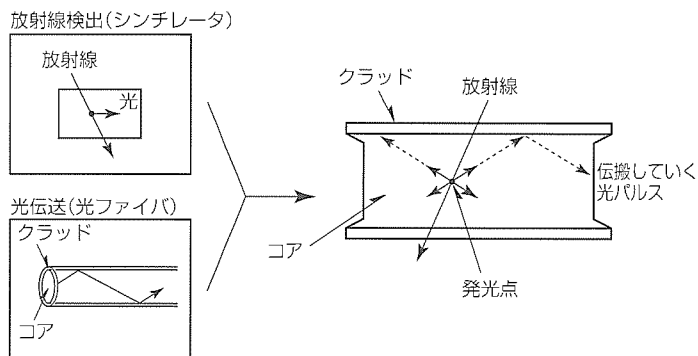 放射線検出(シンチレータ)
放射線
光
光伝送(光ファイバ)
クラッド
コア
クラッド
放射線
伝搬していく
光パルス
コア
発光点